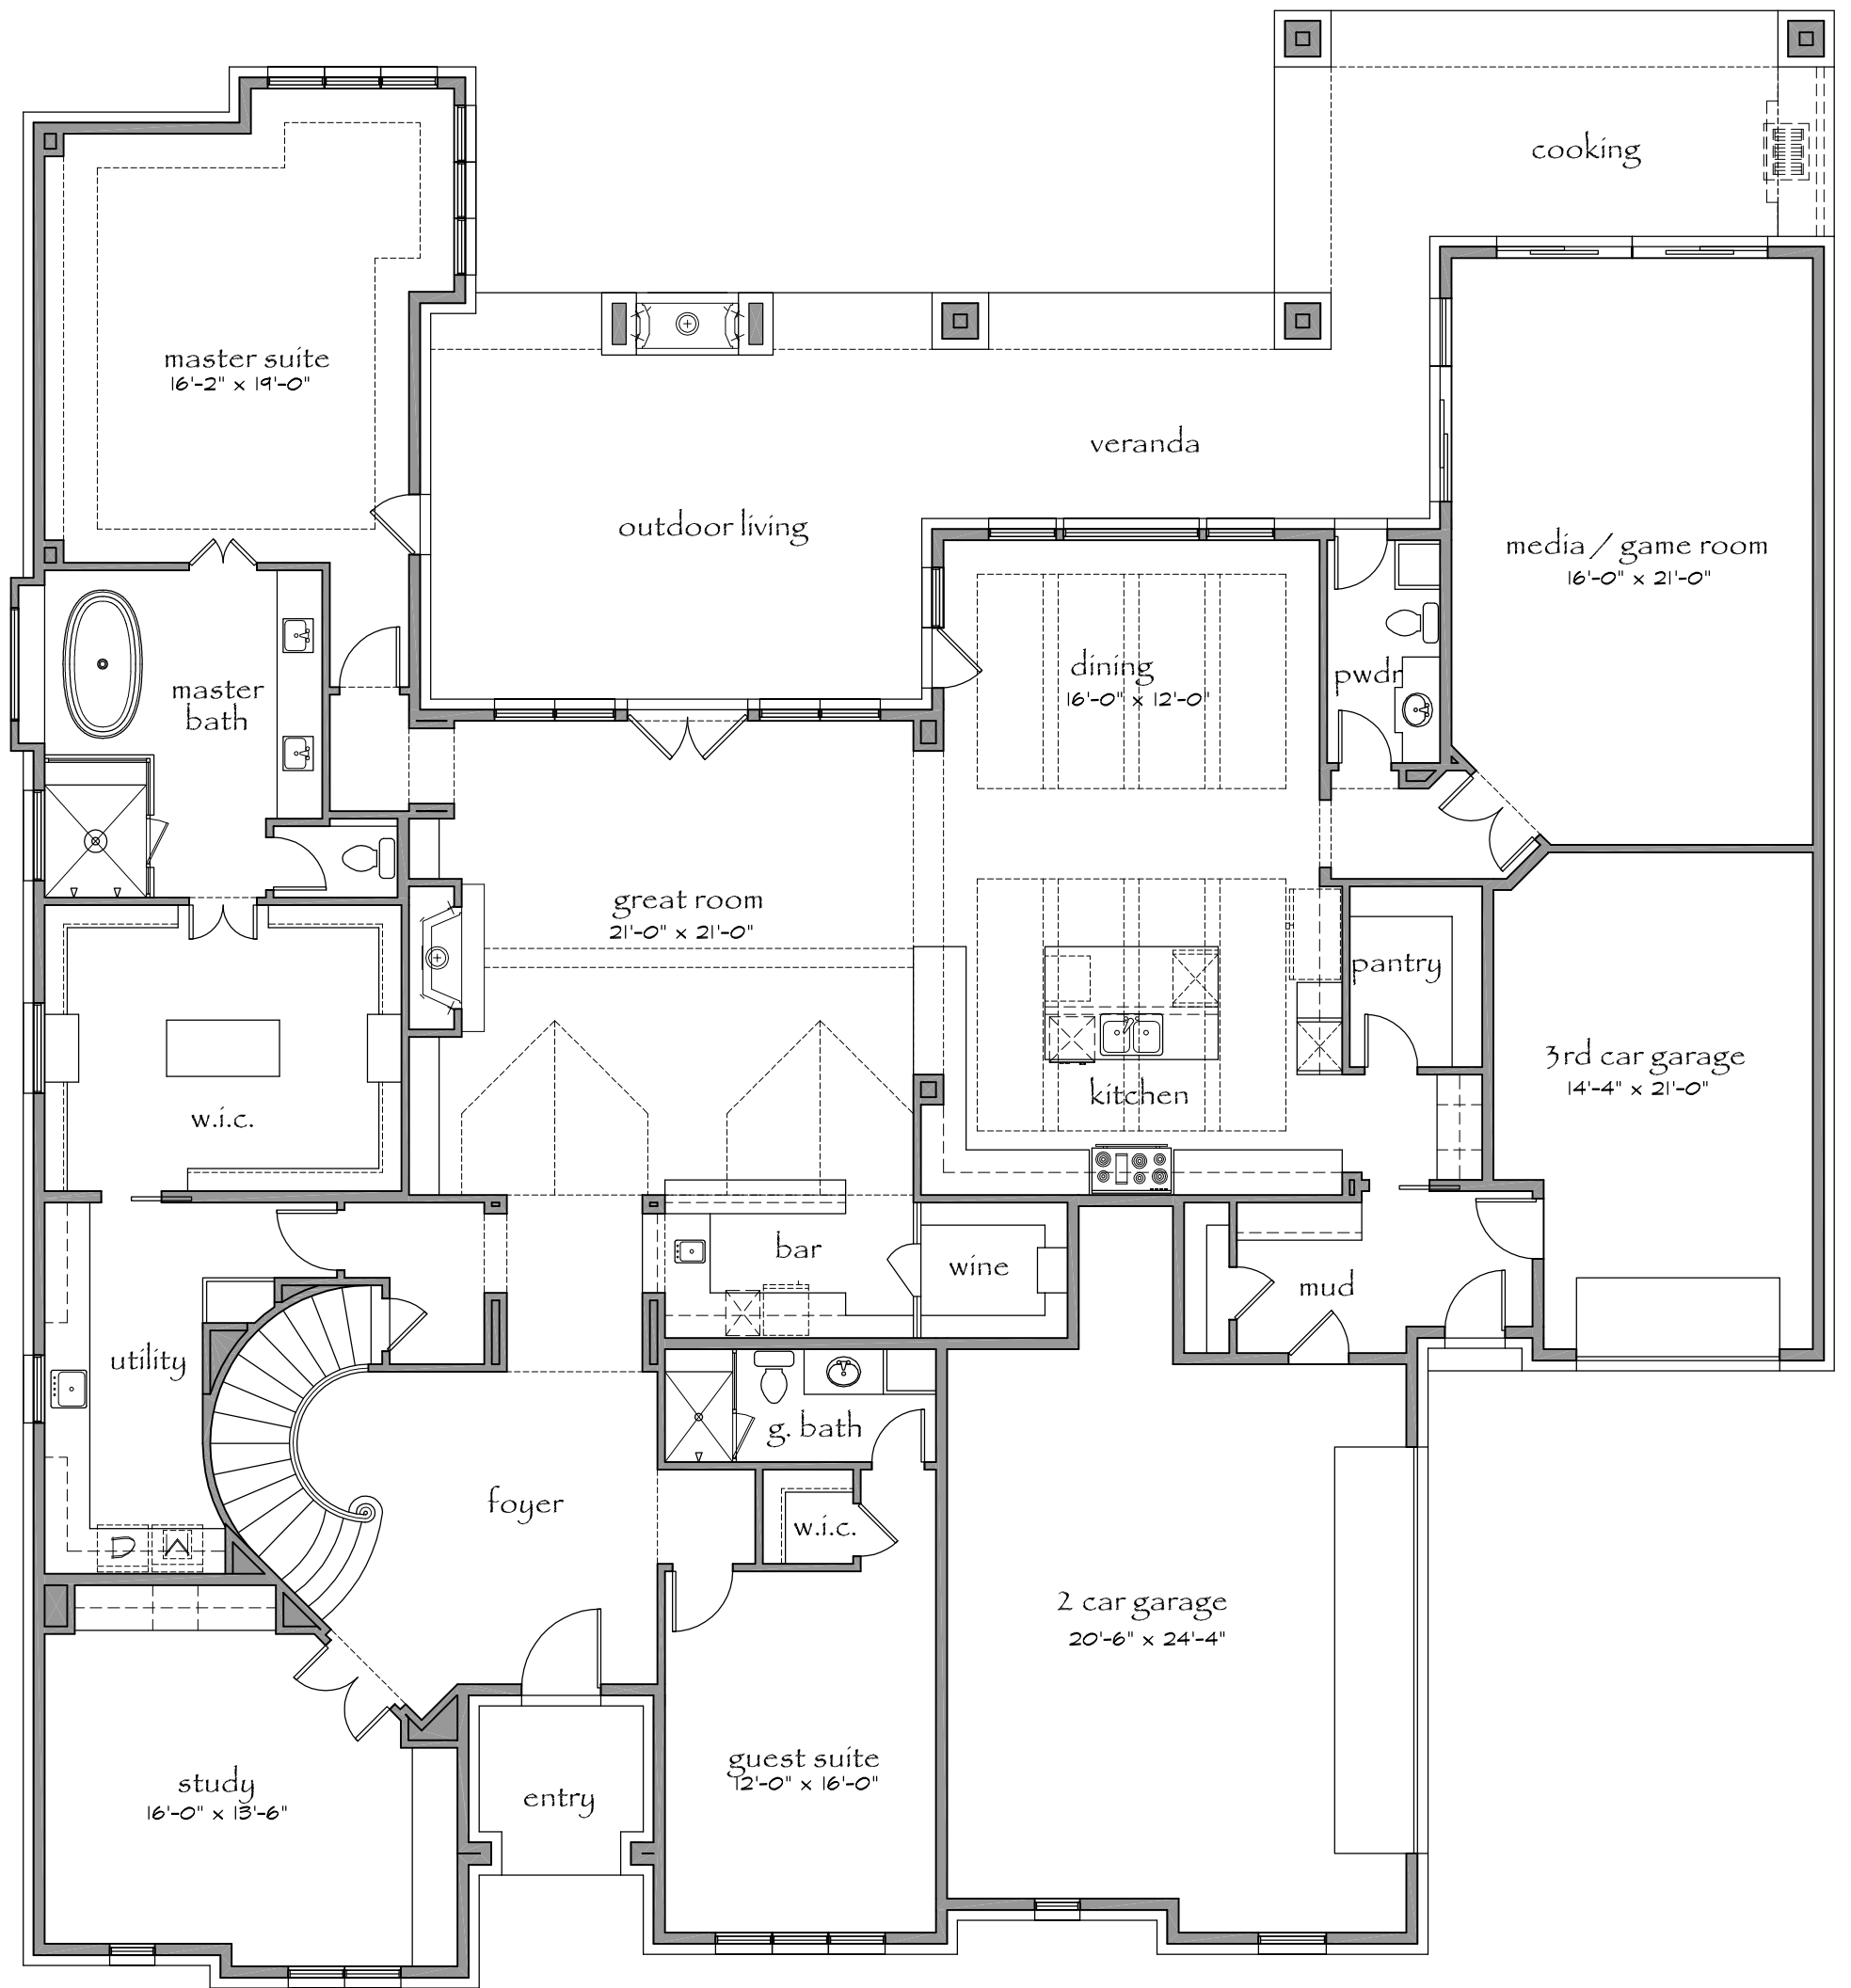 cooking
master suite
16'-2" x 19'-0"
veranda
outdoor living
media / game room
16'-0" x 21'-0"
dining
16'-0" x 12'-0"
pwdr
master
bath
great room
21'-0" x 21'-0"
pantry
3rd car garage
14'-4" x 21'-0"
kitchen
w.i.c.
bar
wine
mud
utility
g. bath
foyer
w.i.c.
2 car garage
20'-6" x 24'-4"
guest suite
12'-0" x 16'-0"
study
16'-0" x 13'-6"
entry